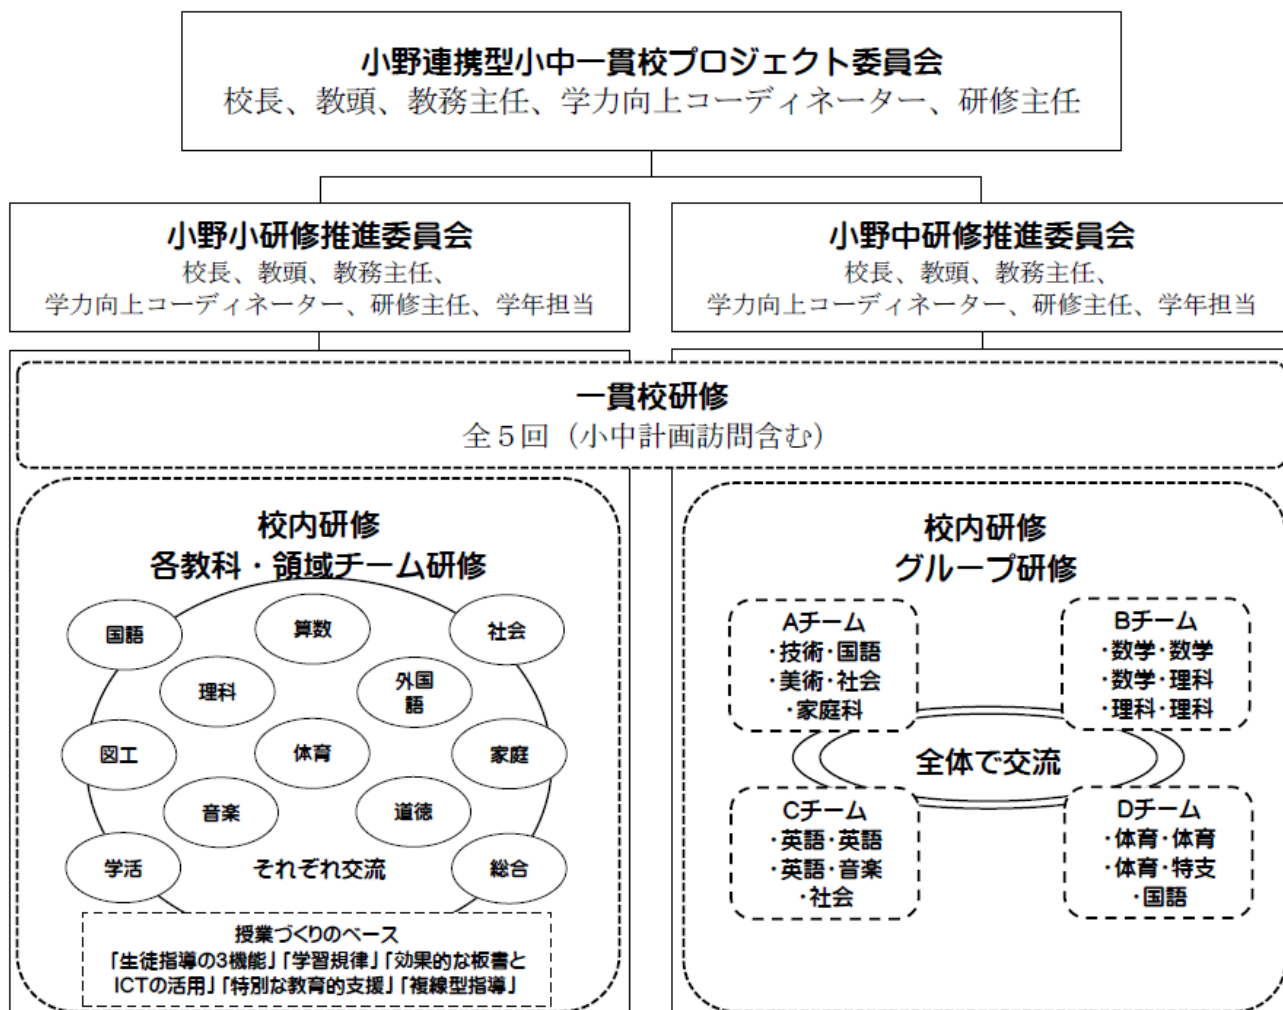 小野連携型小中一貫校プロジェクト委員会
校長、教頭、教務主任、学力向上コーディネーター、研修主任
小野小研修推進委員会
校長、教頭、教務主任、
学力向上コーディネーター、研修主任、学年担当
小野中研修推進委員会
校長、教頭、教務主任、
学力向上コーディネーター、研修主任、学年担当
一貫校研修
全５回（小中計画訪問含む）
校内研修
各教科・領域チーム研修
国語
算数
社会
理科
外国
語
図工
体育
家庭
音楽
道徳
学活
それぞれ交流
総合
授業づくりのベース
「生徒指導の3機能」「学習規律」「効果的な板書と
ICTの活用」「特別な教育的支援」「複線型指導」
校内研修
グループ研修
Aチーム
・技術・国語
・美術・社会
・家庭科
Bチーム
・数学・数学
・数学・理科
・理科・理科
全体で交流
Cチーム
・英語・英語
・英語・音楽
・社会
Dチーム
・体育・体育
・体育・特支
・国語